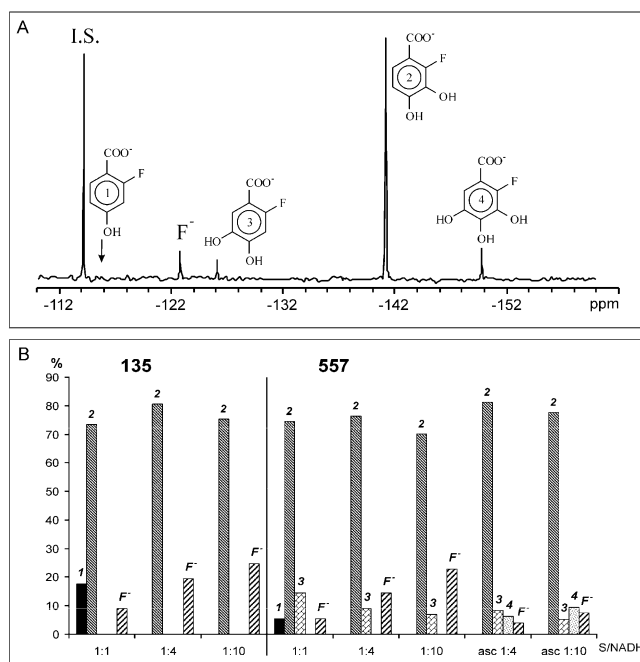 A
I.S.
COO⁻
F
1
OH
F⁻
COO⁻
F
3
HO
OH
COO⁻
F
2
OH
OH
COO⁻
F
4
HO
OH
OH
-112 -122 -132 -142 -152 ppm
B
% 135 557
90
80
70
60
50
40
30
20
10
0
1 2 F⁻
2 F⁻
2 F⁻
1 2 3 F⁻
2 3 F⁻
2 3 F⁻
2 3 4 F⁻
2 3 4 F⁻
1:1 1:4 1:10 1:1 1:4 1:10 asc 1:4 asc 1:10 S/NADH